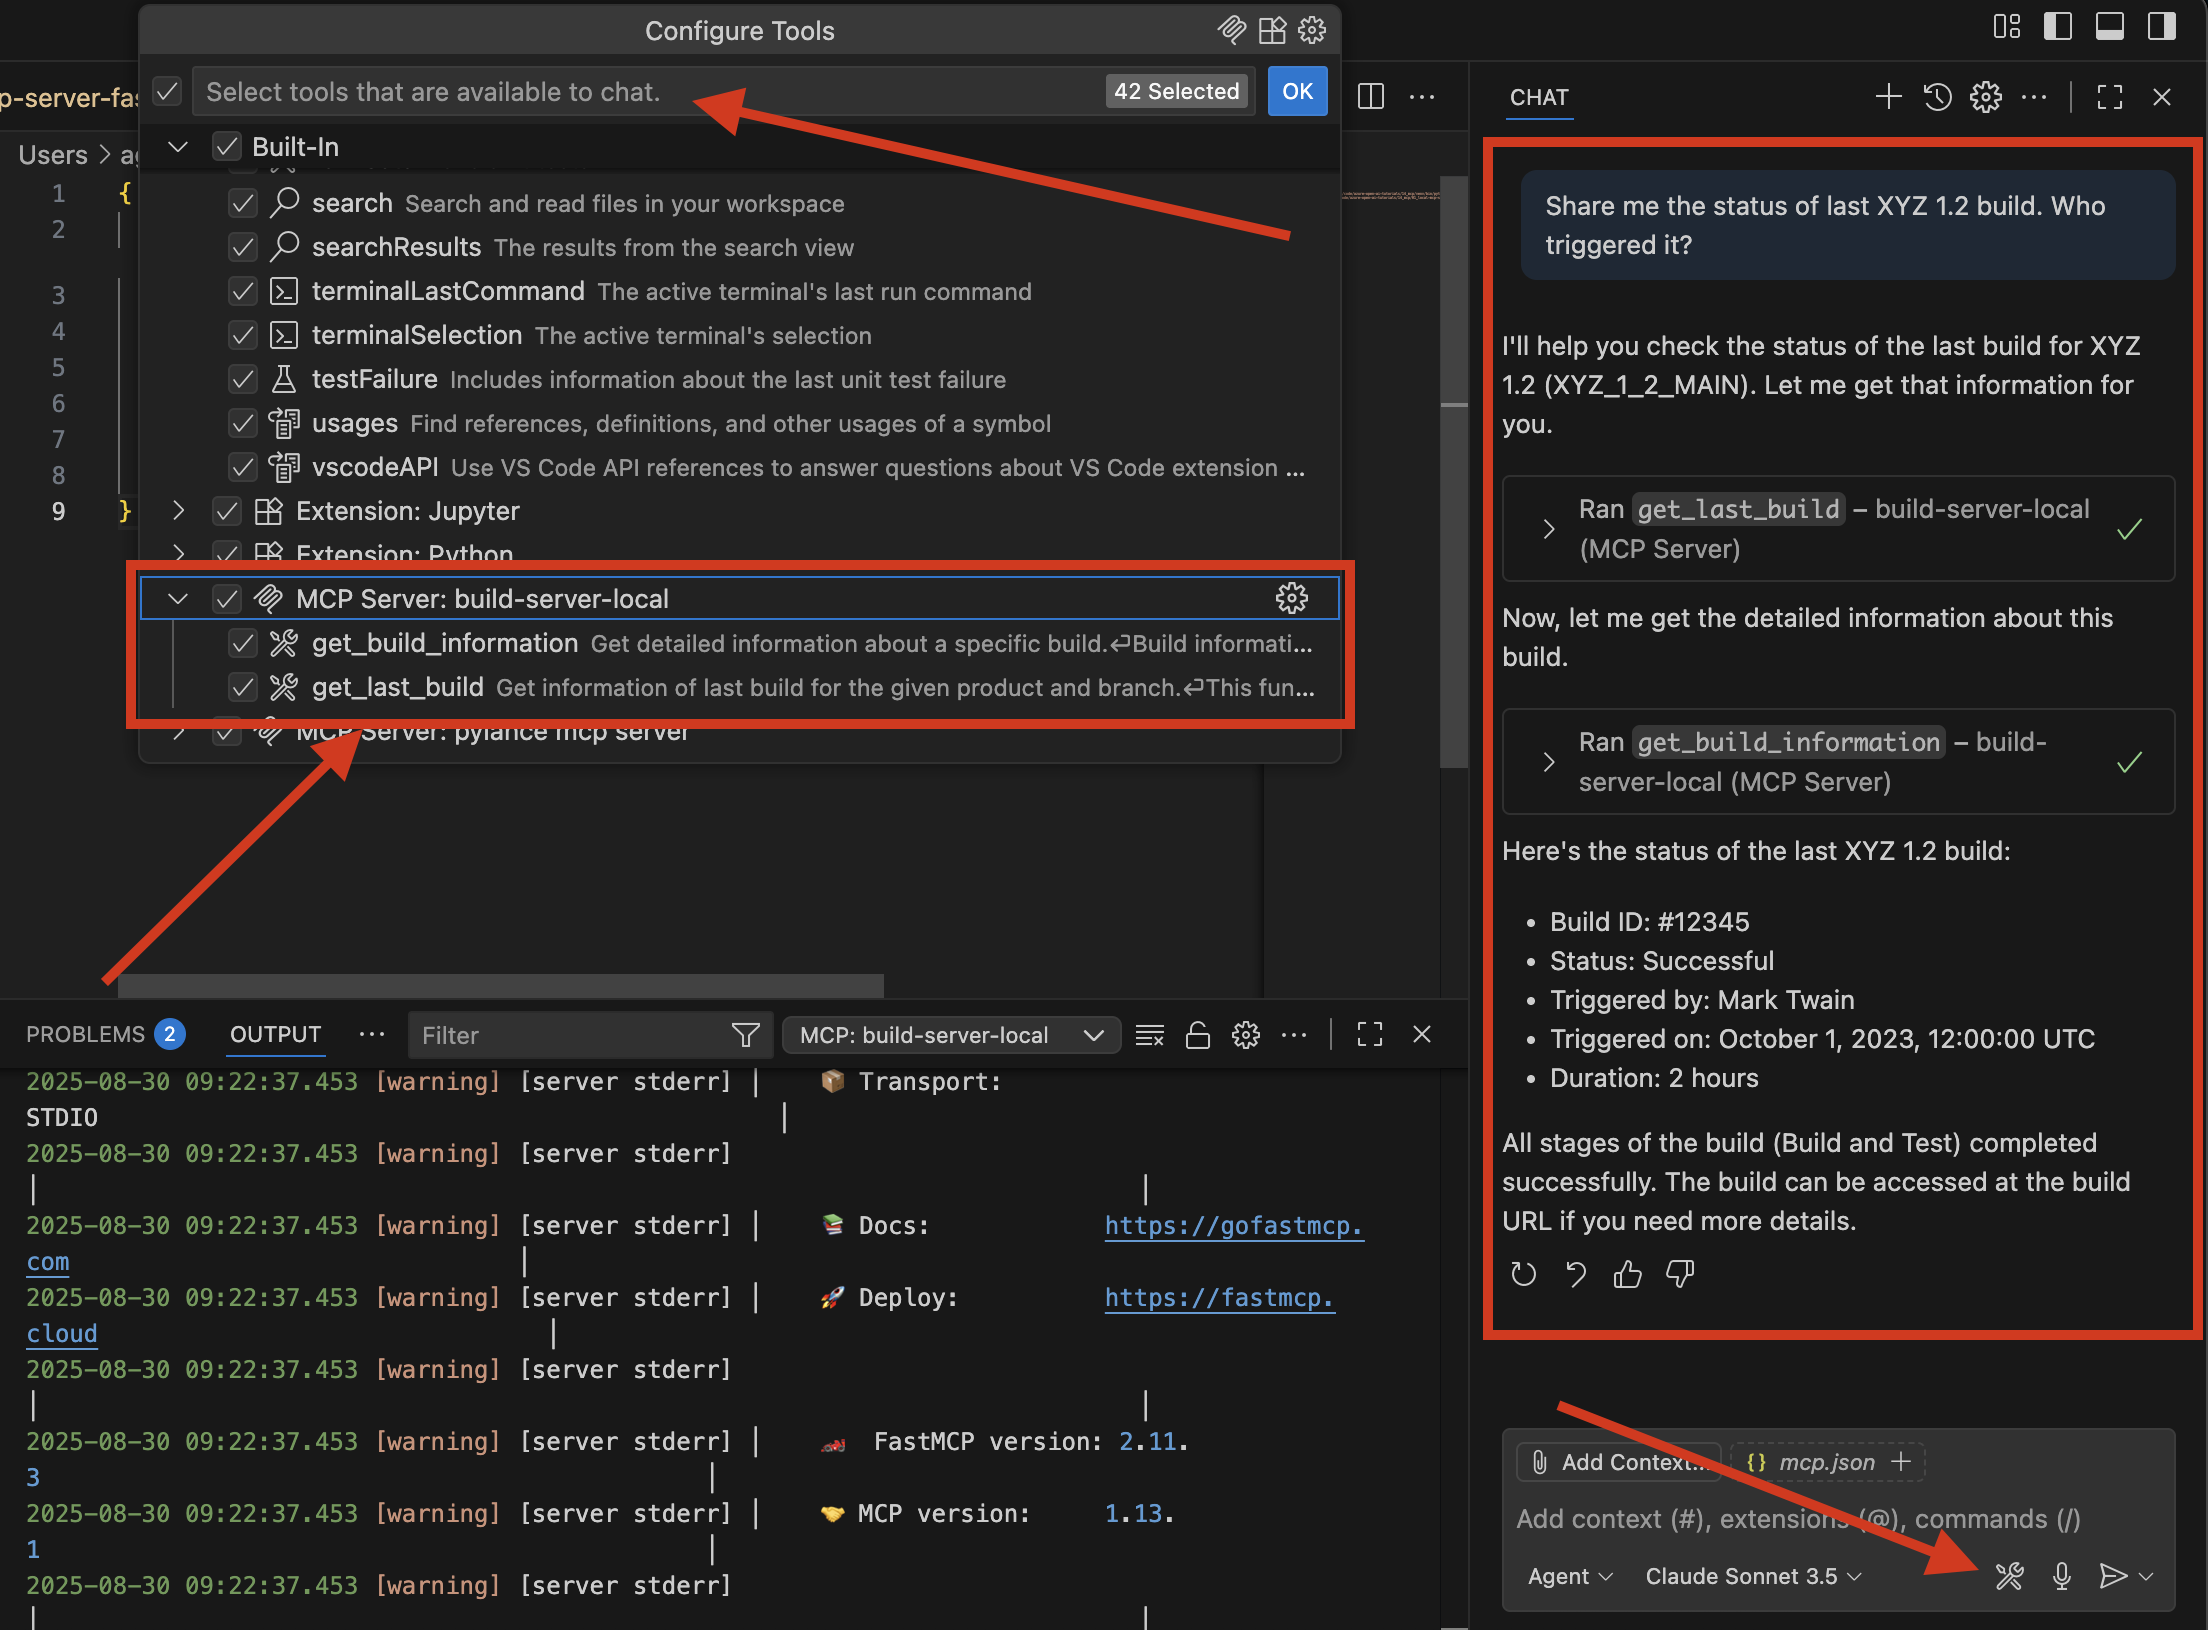 Configure Tools
Select tools that are available to chat.
42 Selected
OK
Built-In
search Search and read files in your workspace
searchResults The results from the search view
terminalLastCommand The active terminal's last run command
terminalSelection The active terminal's selection
testFailure Includes information about the last unit test failure
usages Find references, definitions, and other usages of a symbol
vscodeAPI Use VS Code API references to answer questions about VS Code extension ...
Extension: Jupyter
Extension: Python
MCP Server: build-server-local
get_build_information Get detailed information about a specific build.⏎Build informati...
get_last_build Get information of last build for the given product and branch.⏎This fun...
MCP Server: pylance mcp server
p-server-fas
Users > ag
1 {
2
3
4
5
6
7
8
9 }
PROBLEMS 2
OUTPUT
Filter
MCP: build-server-local
2025-08-30 09:22:37.453 [warning] [server stderr] │ 📦 Transport:
STDIO │
2025-08-30 09:22:37.453 [warning] [server stderr]
│ │
2025-08-30 09:22:37.453 [warning] [server stderr] │ 📚 Docs: https://gofastmcp.
com │
2025-08-30 09:22:37.453 [warning] [server stderr] │ 🚀 Deploy: https://fastmcp.
cloud │
2025-08-30 09:22:37.453 [warning] [server stderr]
│ │
2025-08-30 09:22:37.453 [warning] [server stderr] │ 🏎 FastMCP version: 2.11.
3 │
2025-08-30 09:22:37.453 [warning] [server stderr] │ 🤝 MCP version: 1.13.
1 │
2025-08-30 09:22:37.453 [warning] [server stderr]
│ │
CHAT
Share me the status of last XYZ 1.2 build. Who
triggered it?
I'll help you check the status of the last build for XYZ
1.2 (XYZ_1_2_MAIN). Let me get that information for
you.
Ran get_last_build – build-server-local
(MCP Server)
Now, let me get the detailed information about this
build.
Ran get_build_information – build-
server-local (MCP Server)
Here's the status of the last XYZ 1.2 build:
• Build ID: #12345
• Status: Successful
• Triggered by: Mark Twain
• Triggered on: October 1, 2023, 12:00:00 UTC
• Duration: 2 hours
All stages of the build (Build and Test) completed
successfully. The build can be accessed at the build
URL if you need more details.
Add Context...
{} mcp.json +
Add context (#), extensions (@), commands (/)
Agent
Claude Sonnet 3.5